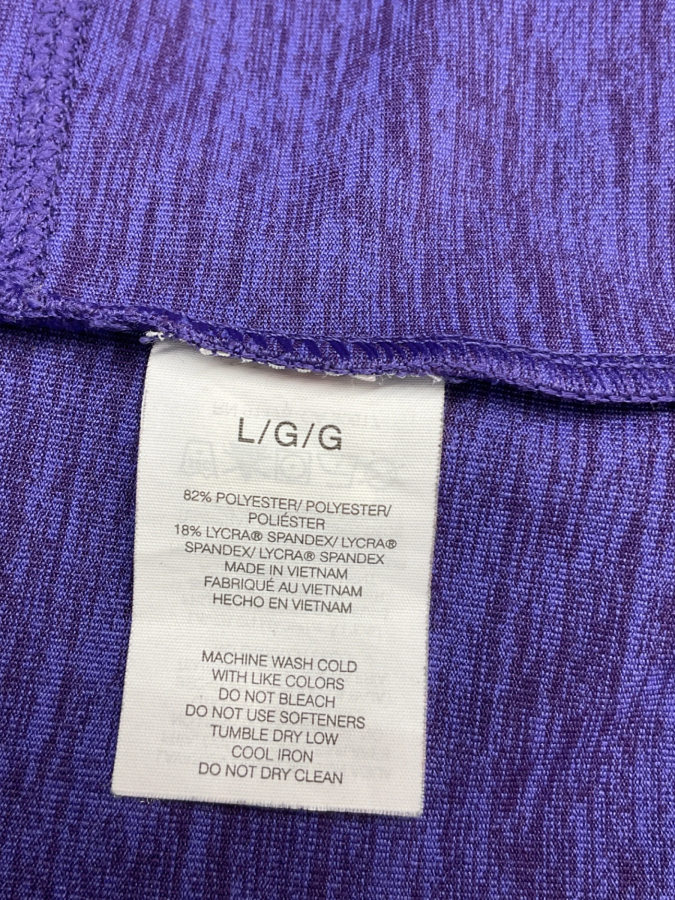 L/G/G
82% POLYESTER/ POLYESTER/
POLIÉSTER
18% LYCRA® SPANDEX/ LYCRA®
SPANDEX/ LYCRA® SPANDEX
MADE IN VIETNAM
FABRIQUÉ AU VIETNAM
HECHO EN VIETNAM
MACHINE WASH COLD
WITH LIKE COLORS
DO NOT BLEACH
DO NOT USE SOFTENERS
TUMBLE DRY LOW
COOL IRON
DO NOT DRY CLEAN